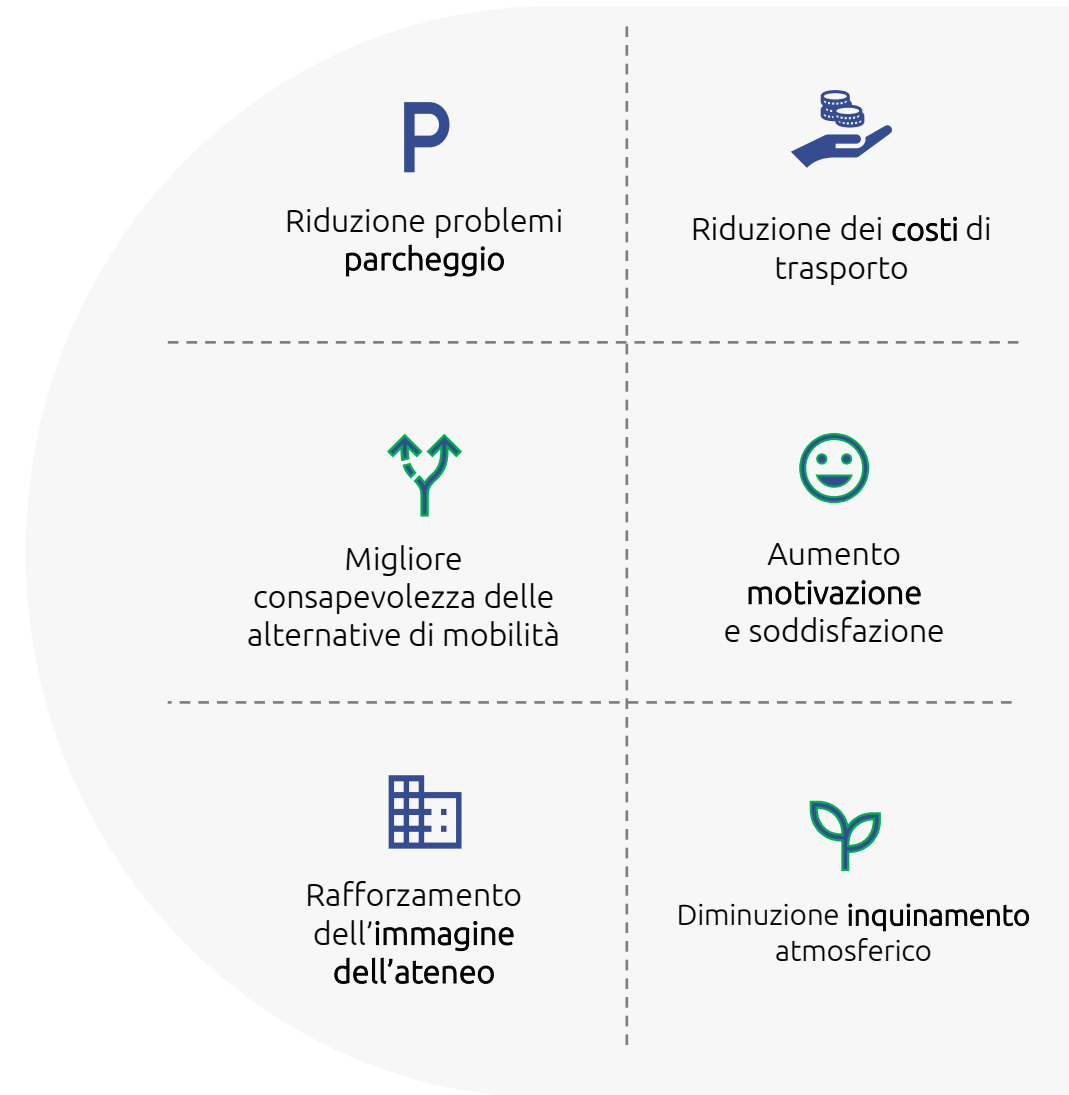 P
Riduzione problemi
parcheggio
Riduzione dei costi di
trasporto
Migliore
consapevolezza delle
alternative di mobilità
Aumento
motivazione
e soddisfazione
Rafforzamento
dell'immagine
dell'ateneo
Diminuzione inquinamento
atmosferico